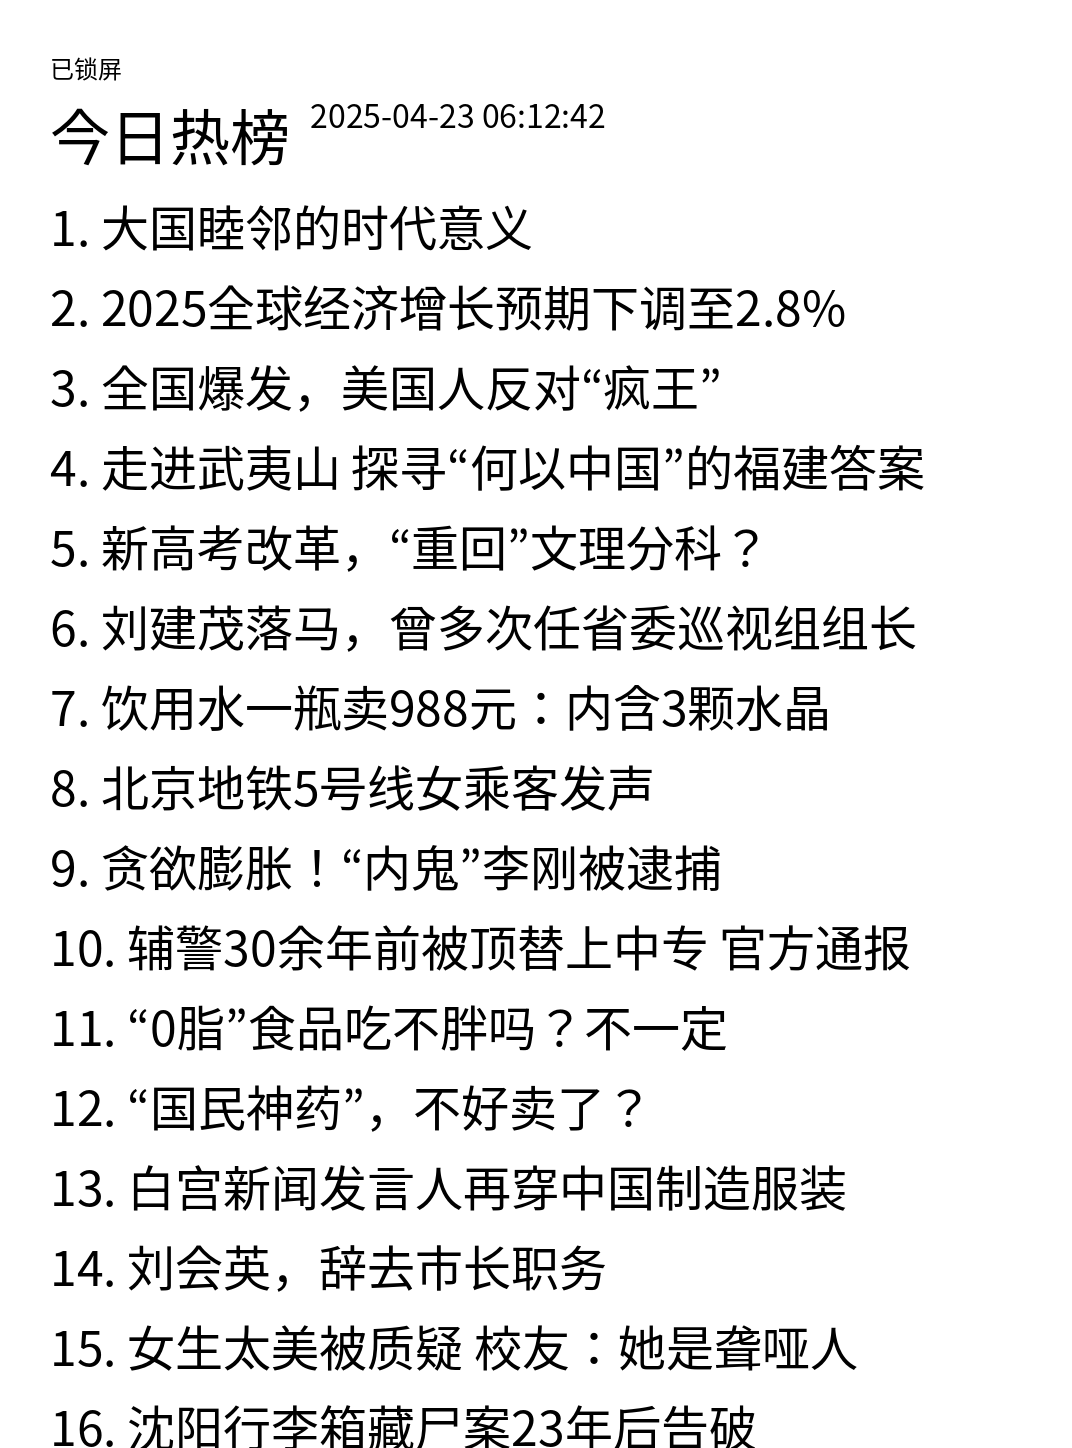 已锁屏
今日热榜 2025-04-23 06:12:42
1. 大国睦邻的时代意义
2. 2025全球经济增长预期下调至2.8%
3. 全国爆发，美国人反对“疯王”
4. 走进武夷山 探寻“何以中国”的福建答案
5. 新高考改革，“重回”文理分科？
6. 刘建茂落马，曾多次任省委巡视组组长
7. 饮用水一瓶卖988元：内含3颗水晶
8. 北京地铁5号线女乘客发声
9. 贪欲膨胀！“内鬼”李刚被逮捕
10. 辅警30余年前被顶替上中专 官方通报
11. “0脂”食品吃不胖吗？不一定
12. “国民神药”，不好卖了？
13. 白宫新闻发言人再穿中国制造服装
14. 刘会英，辞去市长职务
15. 女生太美被质疑 校友：她是聋哑人
16. 沈阳行李箱藏尸案23年后告破